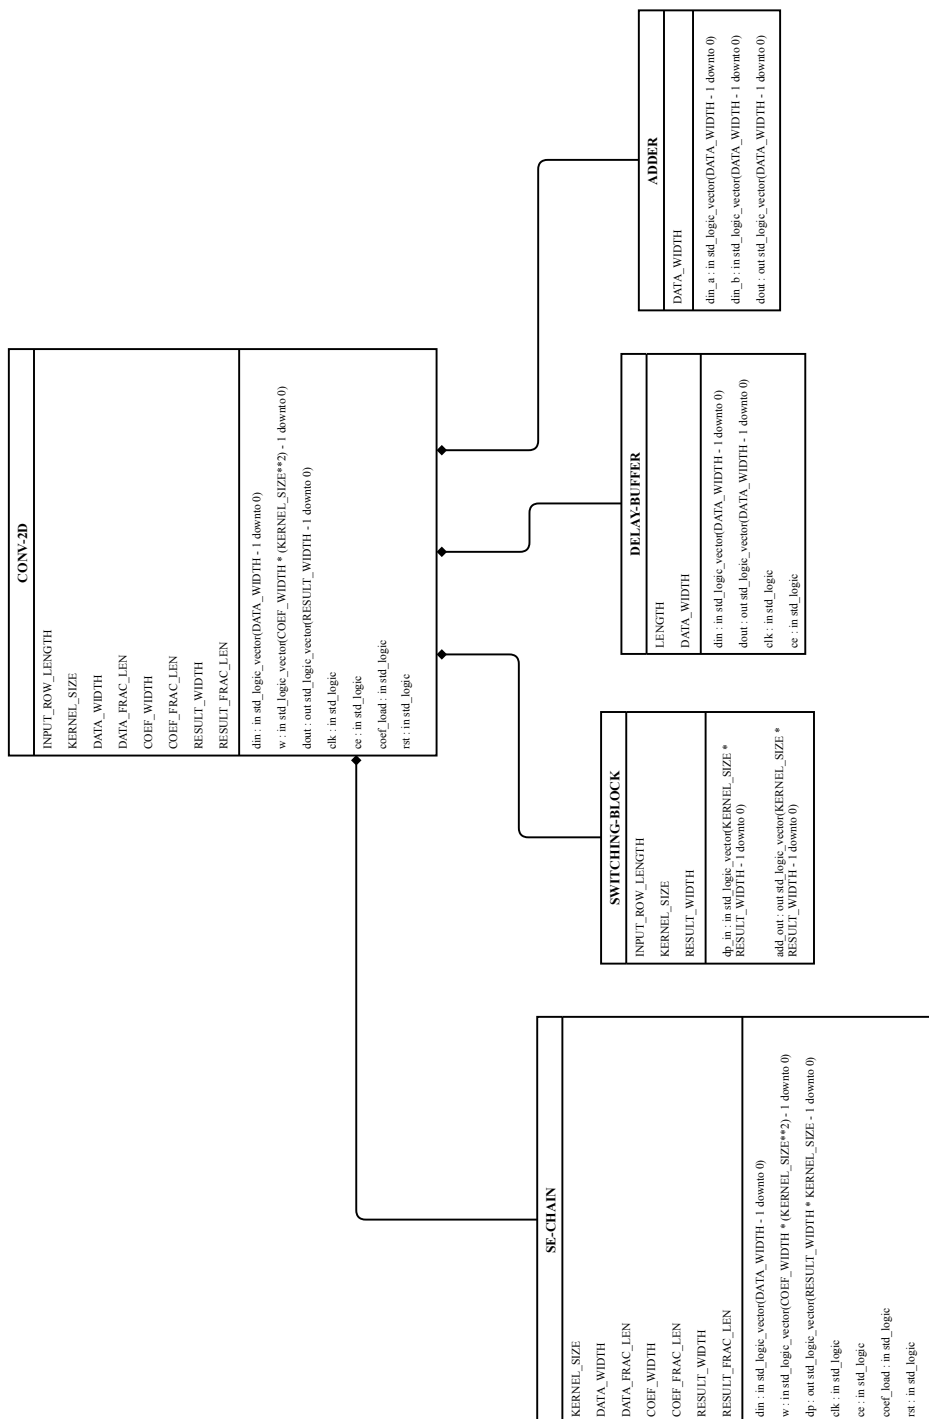 CONV-2D
INPUT_ROW_LENGTH
KERNEL_SIZE
DATA_WIDTH
DATA_FRAC_LEN
COEF_WIDTH
COEF_FRAC_LEN
RESULT_WIDTH
RESULT_FRAC_LEN
din : in std_logic_vector(DATA_WIDTH - 1 downto 0)
w : in std_logic_vector(COEF_WIDTH * (KERNEL_SIZE**2) - 1 downto 0)
dout : out std_logic_vector(RESULT_WIDTH - 1 downto 0)
clk : in std_logic
ce : in std_logic
coef_load : in std_logic
rst : in std_logic
SE-CHAIN
KERNEL_SIZE
DATA_WIDTH
DATA_FRAC_LEN
COEF_WIDTH
COEF_FRAC_LEN
RESULT_WIDTH
RESULT_FRAC_LEN
din : in std_logic_vector(DATA_WIDTH - 1 downto 0)
w : in std_logic_vector(COEF_WIDTH * (KERNEL_SIZE**2) - 1 downto 0)
dp : out std_logic_vector(RESULT_WIDTH * KERNEL_SIZE - 1 downto 0)
clk : in std_logic
ce : in std_logic
coef_load : in std_logic
rst : in std_logic
SWITCHING-BLOCK
INPUT_ROW_LENGTH
KERNEL_SIZE
RESULT_WIDTH
dp_in : in std_logic_vector(KERNEL_SIZE *
RESULT_WIDTH - 1 downto 0)
add_out : out std_logic_vector(KERNEL_SIZE *
RESULT_WIDTH - 1 downto 0)
DELAY-BUFFER
LENGTH
DATA_WIDTH
din : in std_logic_vector(DATA_WIDTH - 1 downto 0)
dout : out std_logic_vector(DATA_WIDTH - 1 downto 0)
clk : in std_logic
ce : in std_logic
ADDER
DATA_WIDTH
din_a : in std_logic_vector(DATA_WIDTH - 1 downto 0)
din_b : in std_logic_vector(DATA_WIDTH - 1 downto 0)
dout : out std_logic_vector(DATA_WIDTH - 1 downto 0)